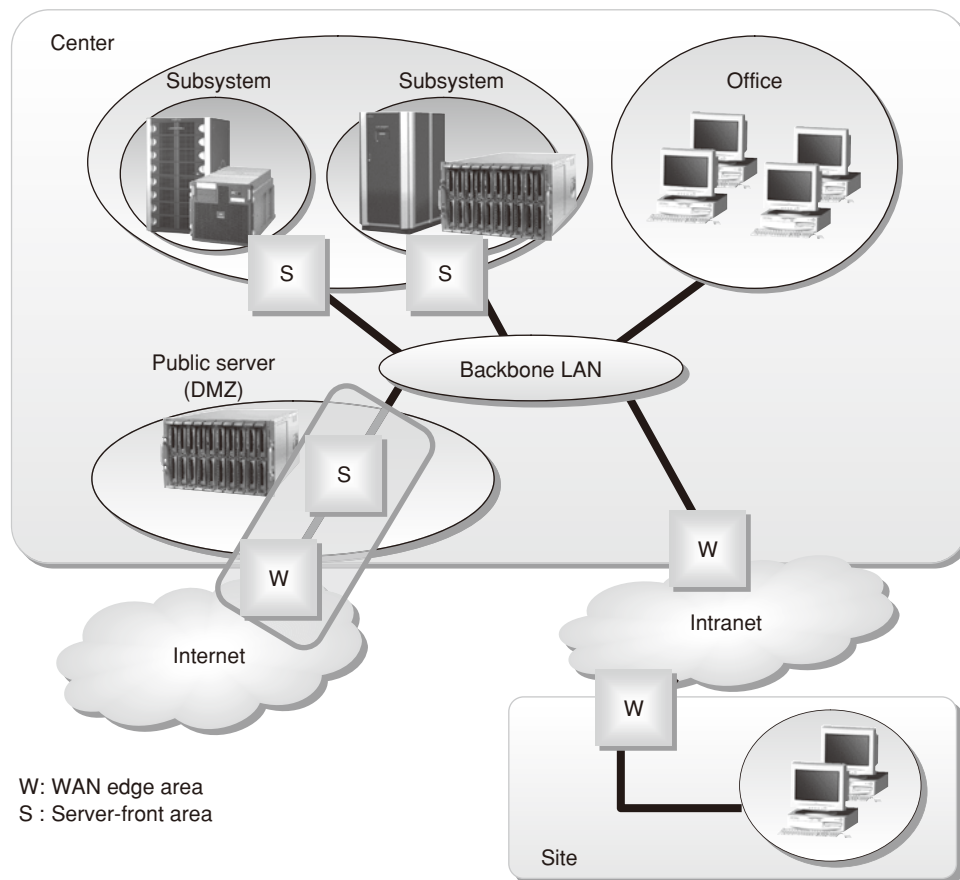 Center
Subsystem
Subsystem
Office
S
S
Backbone LAN
Public server
(DMZ)
S
W
W
Internet
Intranet
W
W: WAN edge area
S : Server-front area
Site